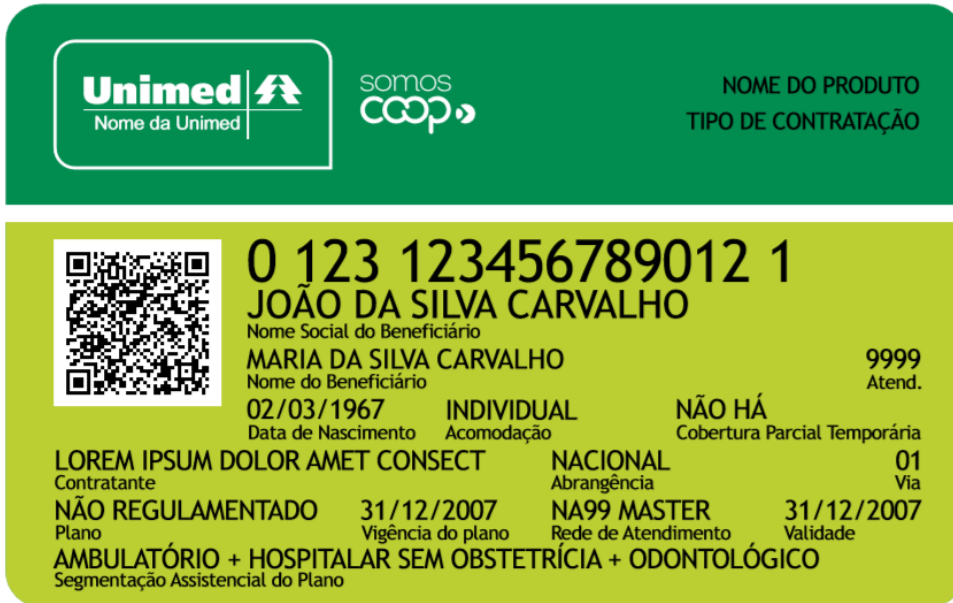 Unimed
Nome da Unimed
somos
coop
NOME DO PRODUTO
TIPO DE CONTRATAÇÃO
0 123 123456789012 1
JOÃO DA SILVA CARVALHO
Nome Social do Beneficiário
MARIA DA SILVA CARVALHO 9999
Nome do Beneficiário Atend.
02/03/1967 INDIVIDUAL NÃO HÁ
Data de Nascimento Acomodação Cobertura Parcial Temporária
LOREM IPSUM DOLOR AMET CONSECT NACIONAL 01
Contratante Abrangência Via
NÃO REGULAMENTADO 31/12/2007 NA99 MASTER 31/12/2007
Plano Vigência do plano Rede de Atendimento Validade
AMBULATÓRIO + HOSPITALAR SEM OBSTETRÍCIA + ODONTOLÓGICO
Segmentação Assistencial do Plano